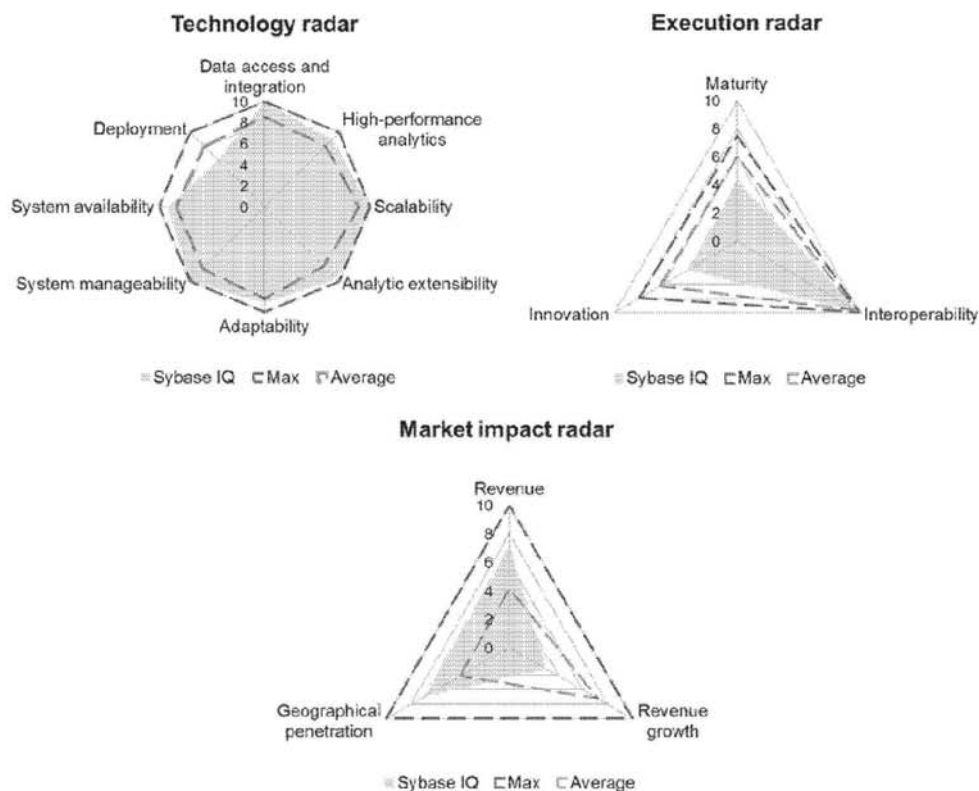 Technology radar
Data access and
integration
10
8
6
4
2
0
High-performance
analytics
Scalability
Analytic extensibility
Adaptability
System manageability
System availability
Deployment
Sybase IQ Max Average
Execution radar
Maturity
10
8
6
4
2
0
Interoperability
Innovation
Sybase IQ Max Average
Market impact radar
Revenue
10
8
6
4
2
0
Revenue
growth
Geographical
penetration
Sybase IQ Max Average